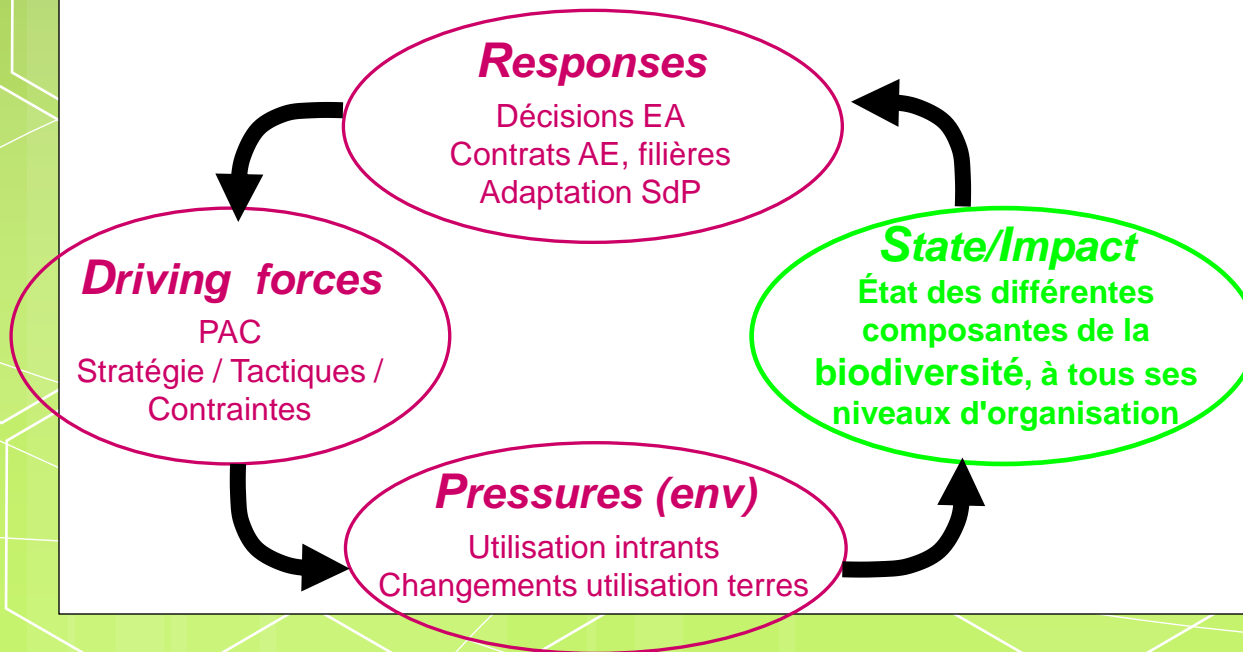 Responses
Décisions EA
Contrats AE, filières
Adaptation SdP
Driving forces
PAC
Stratégie / Tactiques /
Contraintes
State/Impact
État des différentes
composantes de la
biodiversité, à tous ses
niveaux d'organisation
Pressures (env)
Utilisation intrants
Changements utilisation terres